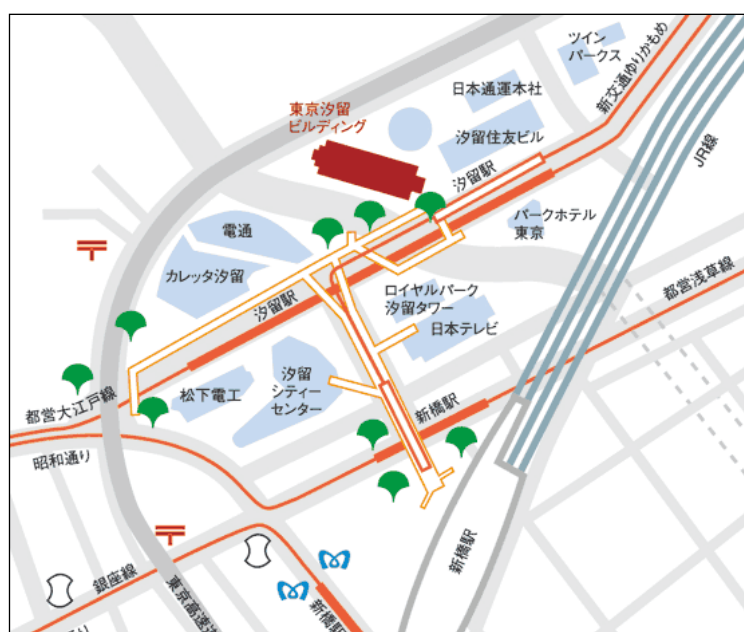 ツイン
パークス
新交通ゆりかもめ
日本通運本社
東京汐留
ビルディング
汐留住友ビル
JR線
汐留駅
パークホテル
東京
電通
カレッタ汐留
ロイヤルパーク
汐留タワー
都営浅草線
汐留駅
日本テレビ
汐留
シティー
センター
松下電工
都営大江戸線
新橋駅
昭和通り
新橋駅
銀座線
東京高速道
新橋駅
り